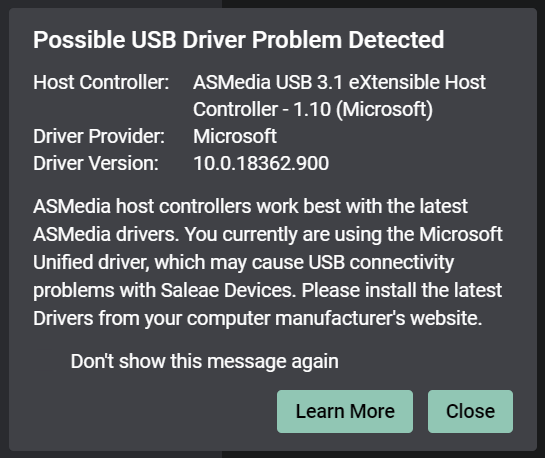 Possible USB Driver Problem Detected
Host Controller: ASMedia USB 3.1 eXtensible Host
Controller - 1.10 (Microsoft)
Driver Provider: Microsoft
Driver Version: 10.0.18362.900
ASMedia host controllers work best with the latest
ASMedia drivers. You currently are using the Microsoft
Unified driver, which may cause USB connectivity
problems with Saleae Devices. Please install the latest
Drivers from your computer manufacturer's website.
Don't show this message again
Learn More Close